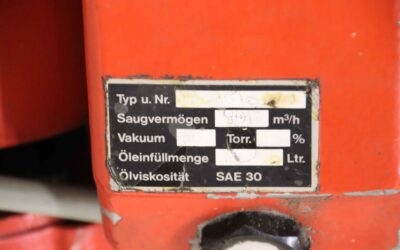 Typ u. Nr.
Saugvermögen m³/h
Vakuum Torr. %
Öleinfüllmenge Ltr.
Ölviskosität SAE 30